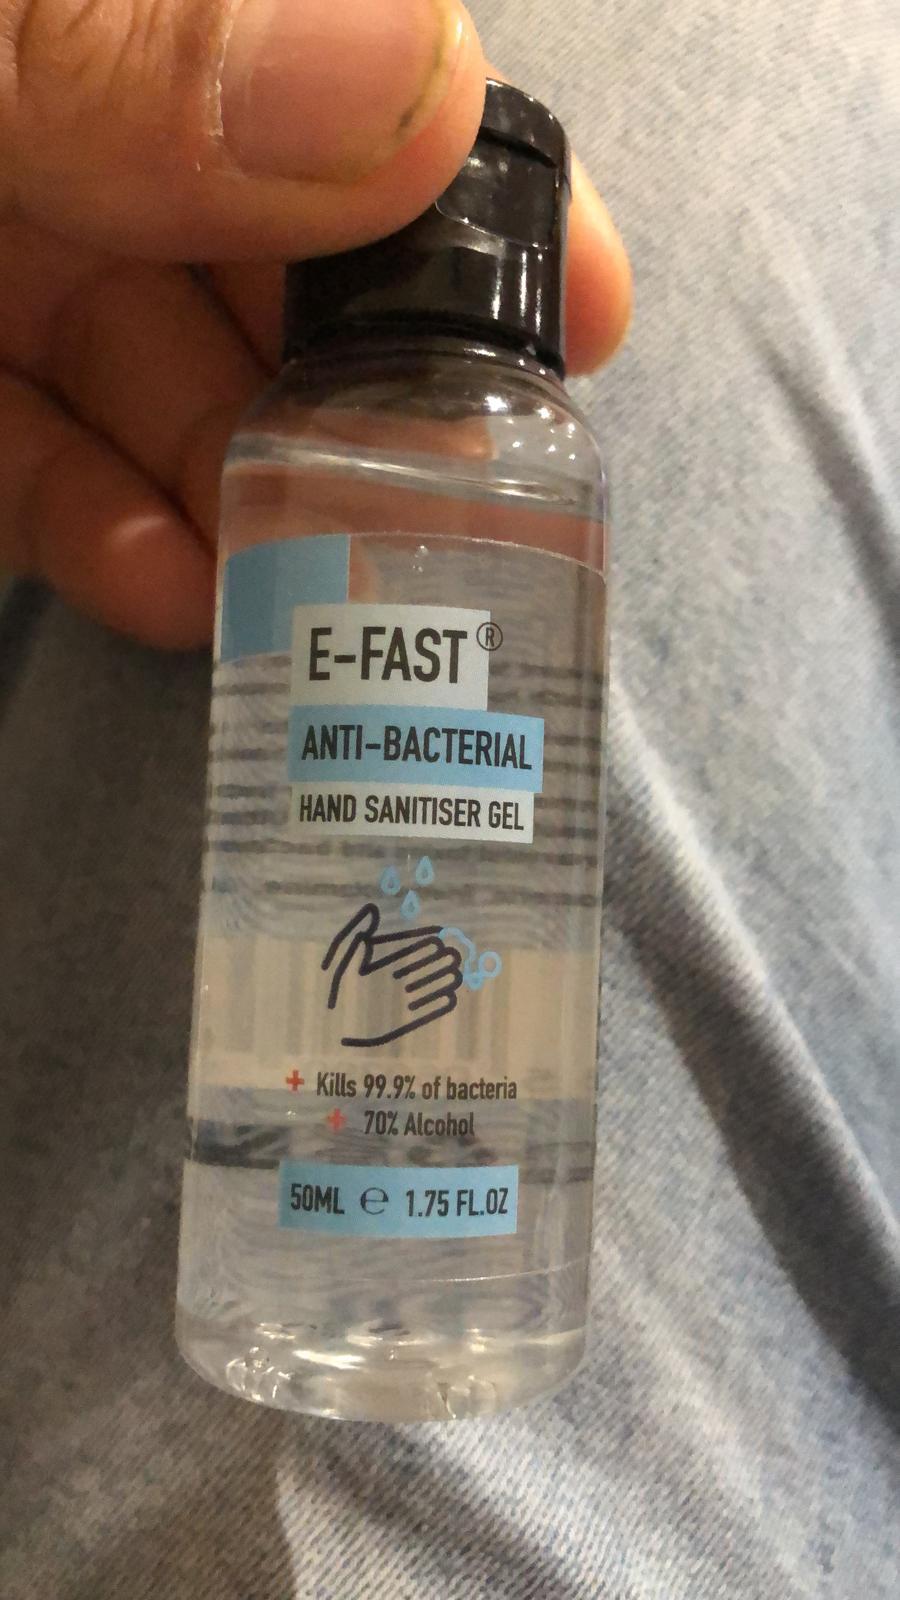 E-FAST®
ANTI-BACTERIAL
HAND SANITISER GEL
+ Kills 99.9% of bacteria
+ 70% Alcohol
50ML ℮ 1.75 FL.OZ